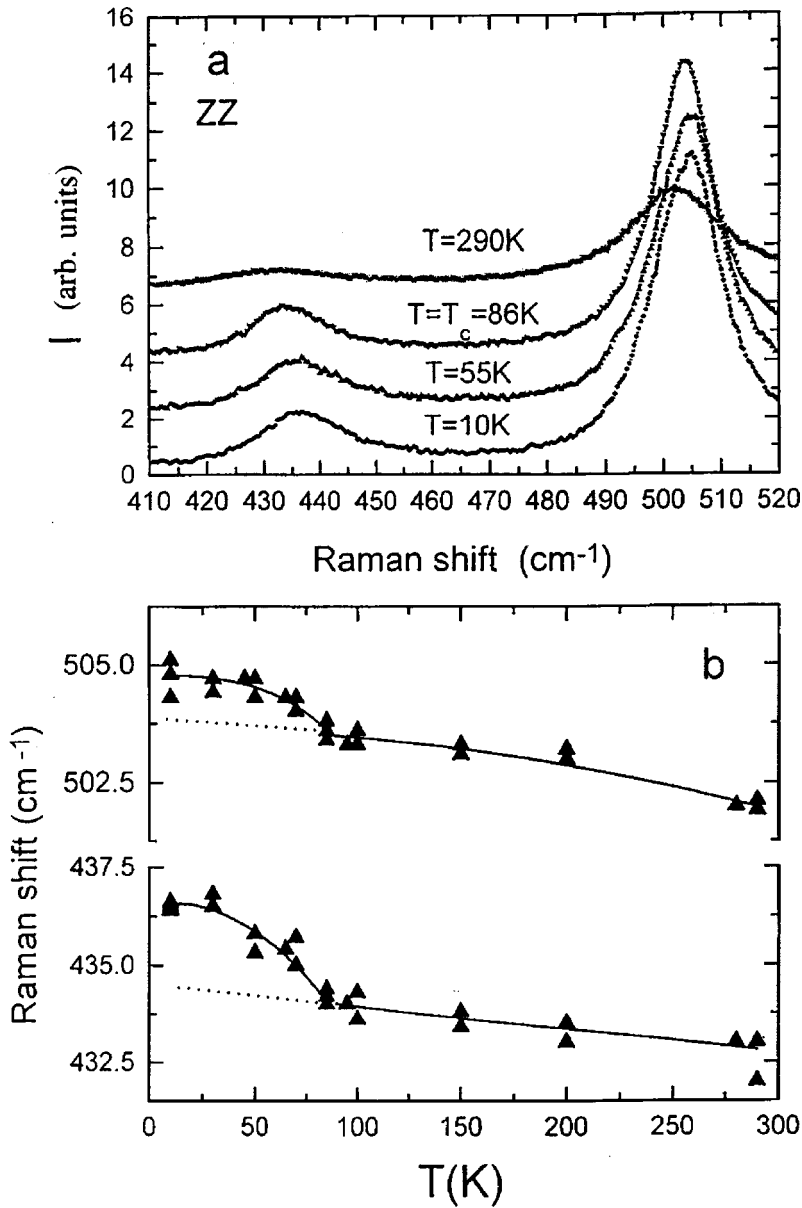 16
14
12
10
8
6
4
2
0
I (arb. units)
a
ZZ
T=290K
T=Tc=86K
T=55K
T=10K
410 420 430 440 450 460 470 480 490 500 510 520
Raman shift (cm-1)
b
505.0
502.5
437.5
435.0
432.5
Raman shift (cm -1)
0 50 100 150 200 250 300
T(K)